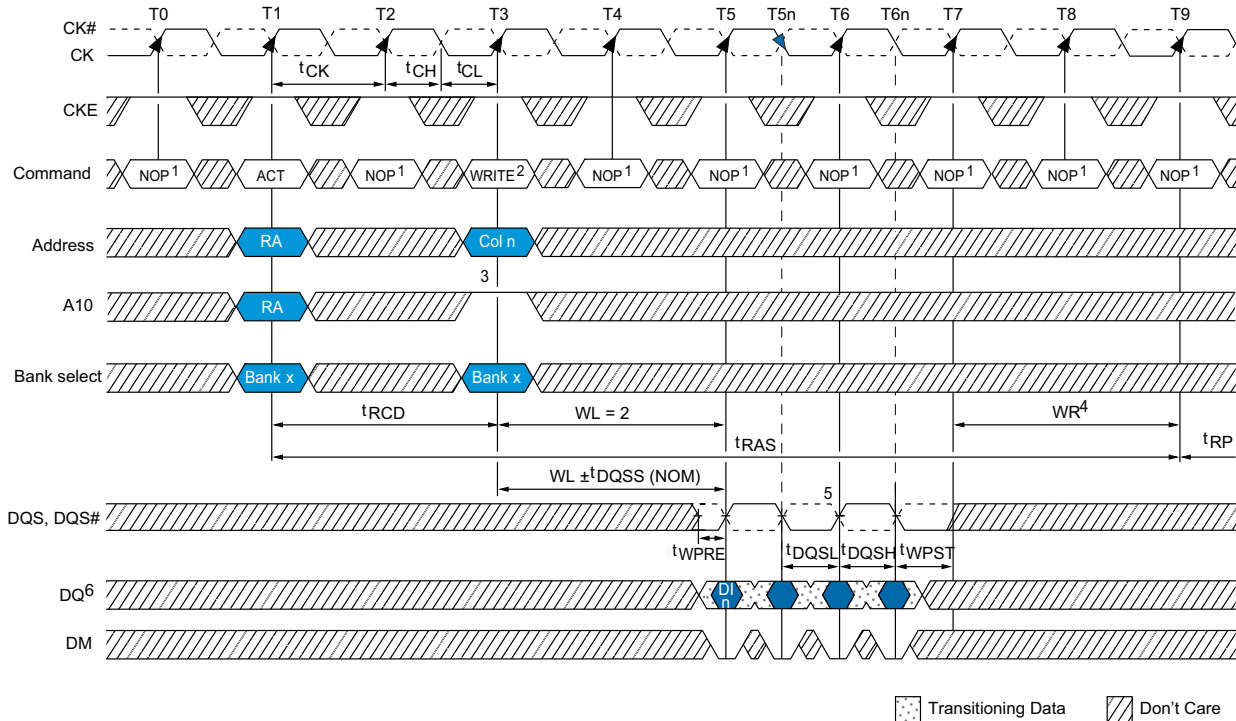 T0 T1 T2 T3 T4 T5 T5n T6 T6n T7 T8 T9
CK#
CK
tCK tCH tCL
CKE
Command NOP1 ACT NOP1 WRITE2 NOP1 NOP1 NOP1 NOP1 NOP1 NOP1
Address RA Col n
3
A10 RA
Bank select Bank x Bank x
tRCD WL = 2 WR4
tRAS tRP
WL ±tDQSS (NOM)
5
DQS, DQS#
tWPRE tDQSL tDQSH tWPST
DQ6 DI n
DM
Transitioning Data Don't Care